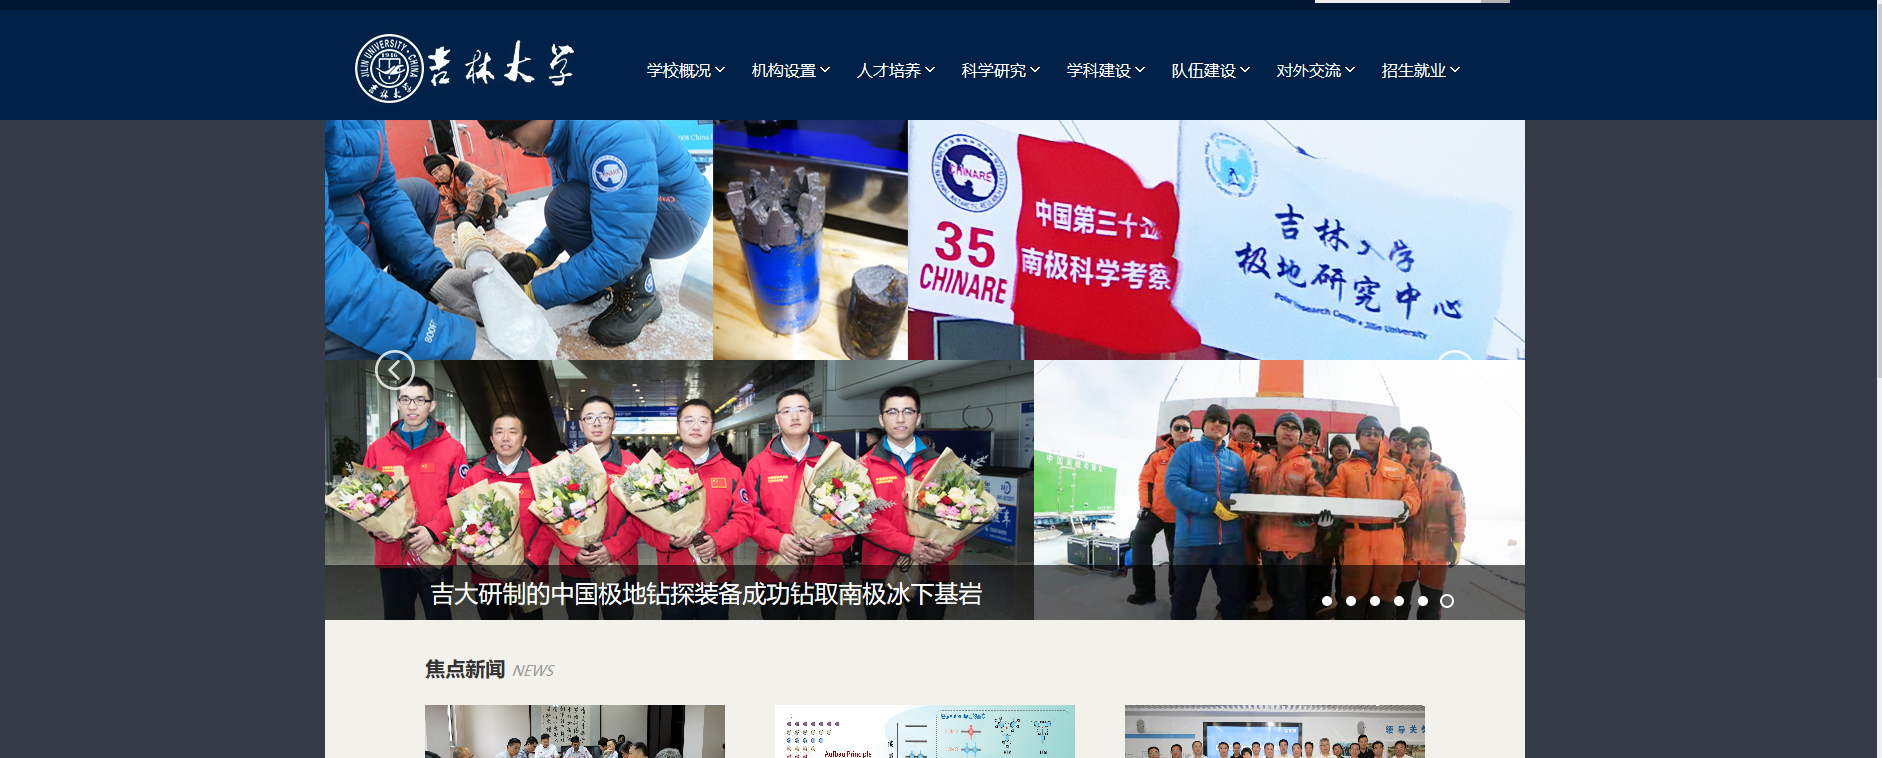 JILIN UNIVERSITY · CHINA
1946
吉林大学
吉林大学
学校概况
机构设置
人才培养
科学研究
学科建设
队伍建设
对外交流
招生就业
CHINARE
CHINARE
35
CHINARE
中国第三十五
南极科学考察
吉林大学
极地研究中心
Polar Research Center · Jilin University
吉大研制的中国极地钻探装备成功钻取南极冰下基岩
焦点新闻 NEWS
Aufbau Principle